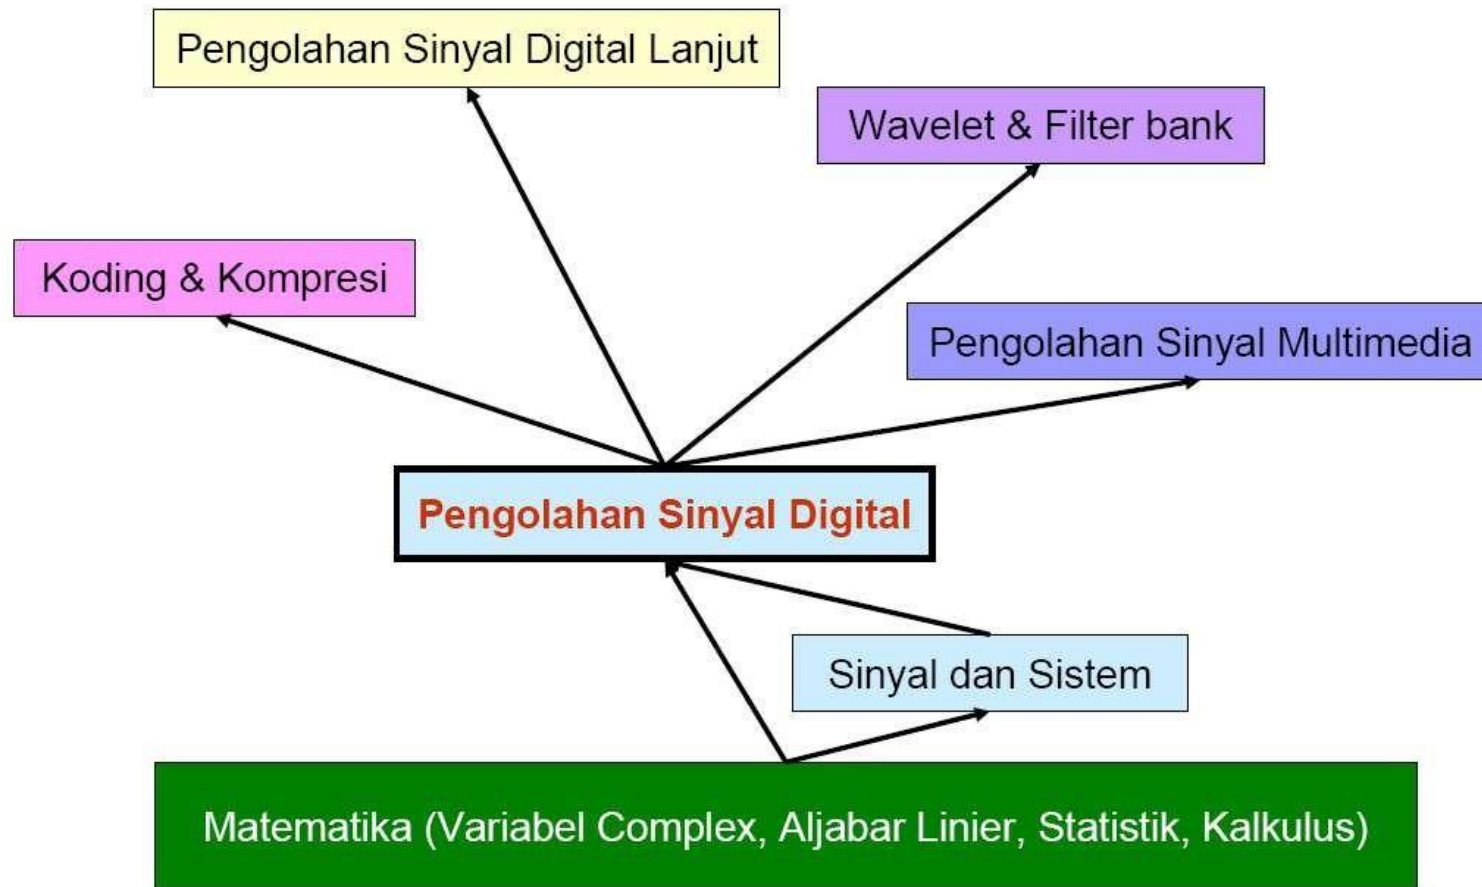 Pengolahan Sinyal Digital Lanjut
Wavelet & Filter bank
Koding & Kompresi
Pengolahan Sinyal Multimedia
Pengolahan Sinyal Digital
Sinyal dan Sistem
Matematika (Variabel Complex, Aljabar Linier, Statistik, Kalkulus)